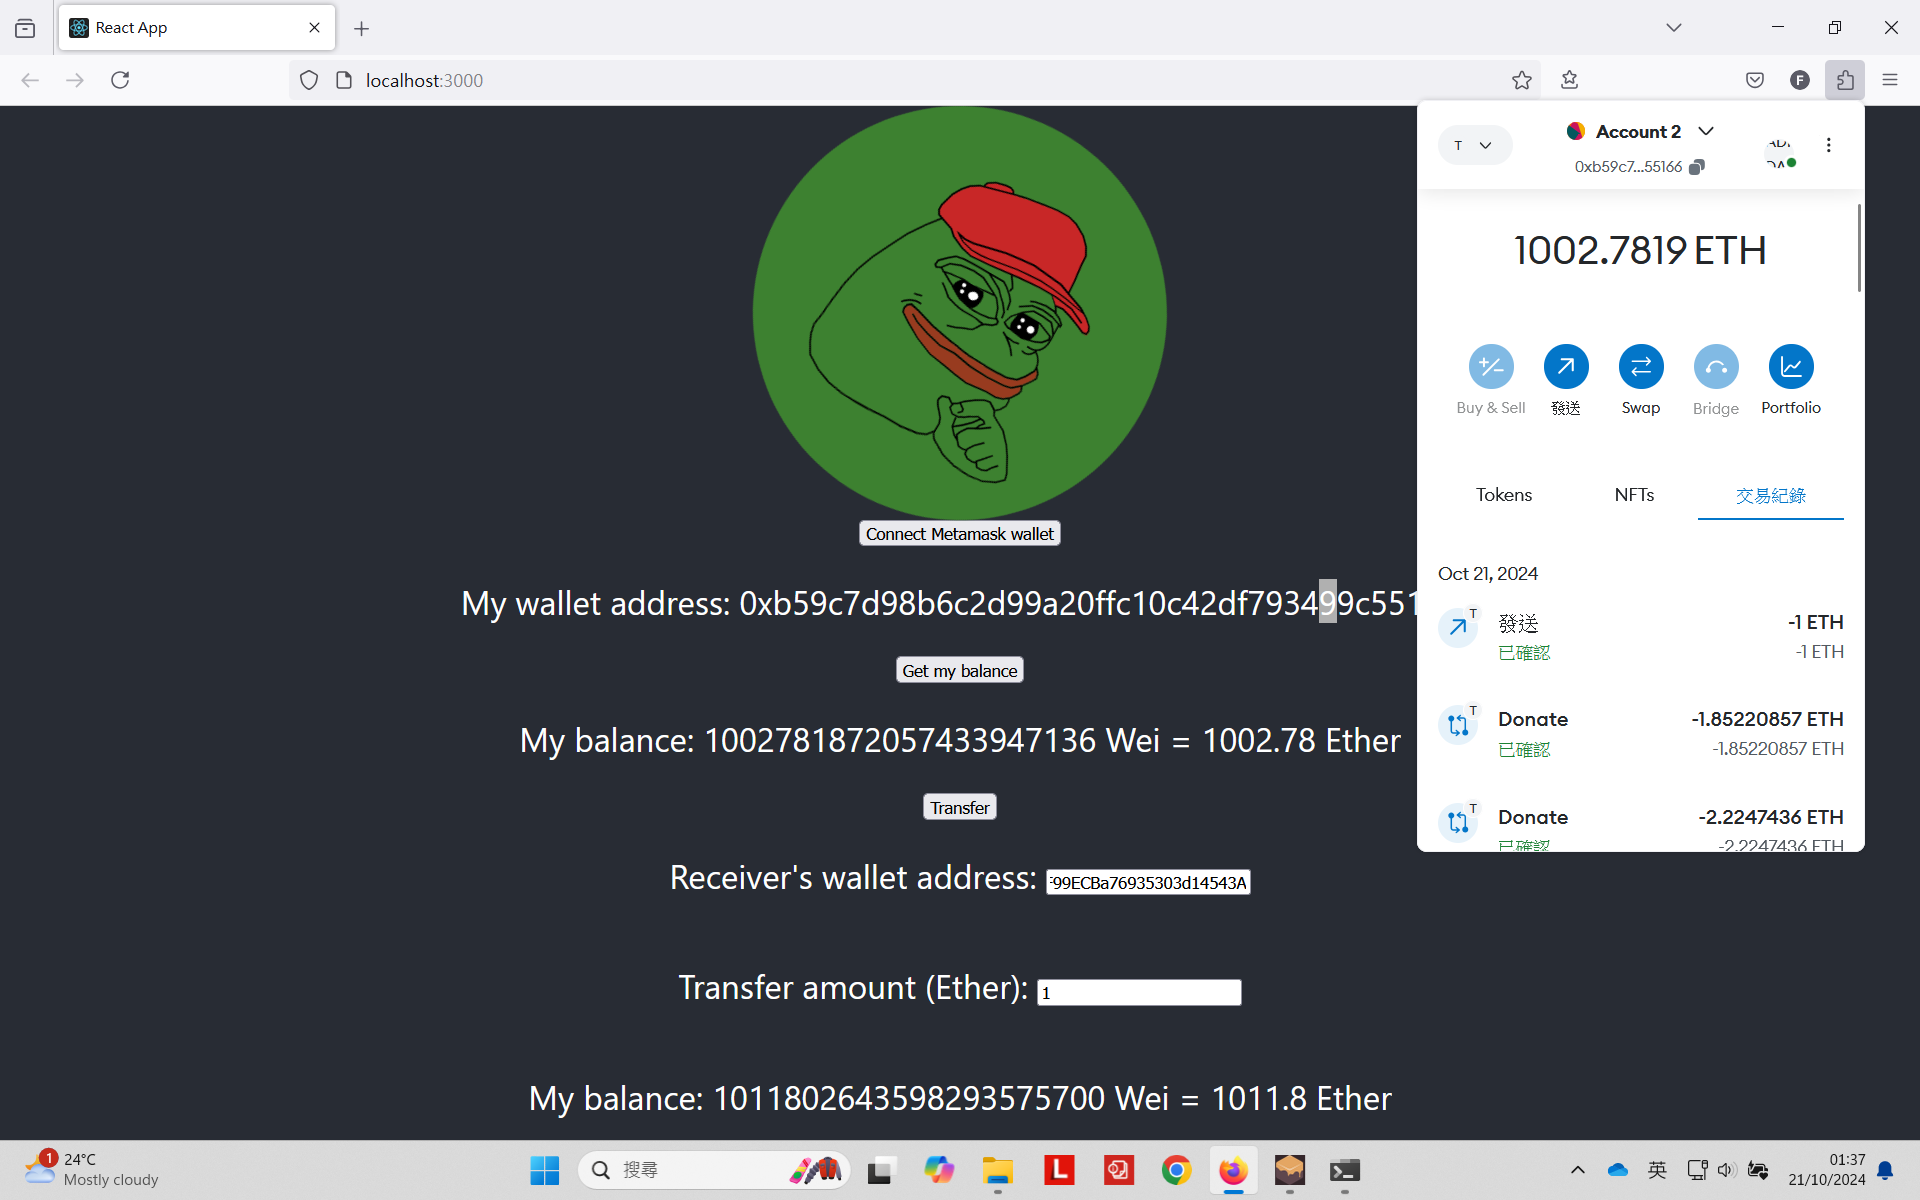 React App
localhost:3000
T
Account 2
0xb59c7...55166
1002.7819 ETH
Buy & Sell
發送
Swap
Bridge
Portfolio
Tokens
NFTs
交易紀錄
Oct 21, 2024
T
發送
-1 ETH
已確認
-1 ETH
T
Donate
-1.85220857 ETH
已確認
-1.85220857 ETH
T
Donate
-2.2247436 ETH
已確認
-2.2247436 ETH
Connect Metamask wallet
My wallet address: 0xb59c7d98b6c2d99a20ffc10c42df793499c551
Get my balance
My balance: 1002781872057433947136 Wei = 1002.78 Ether
Transfer
Receiver's wallet address: 99ECBa76935303d14543A
Transfer amount (Ether): 1
My balance: 1011802643598293575700 Wei = 1011.8 Ether
1
24°C
Mostly cloudy
搜尋
L
英
01:37
21/10/2024
F